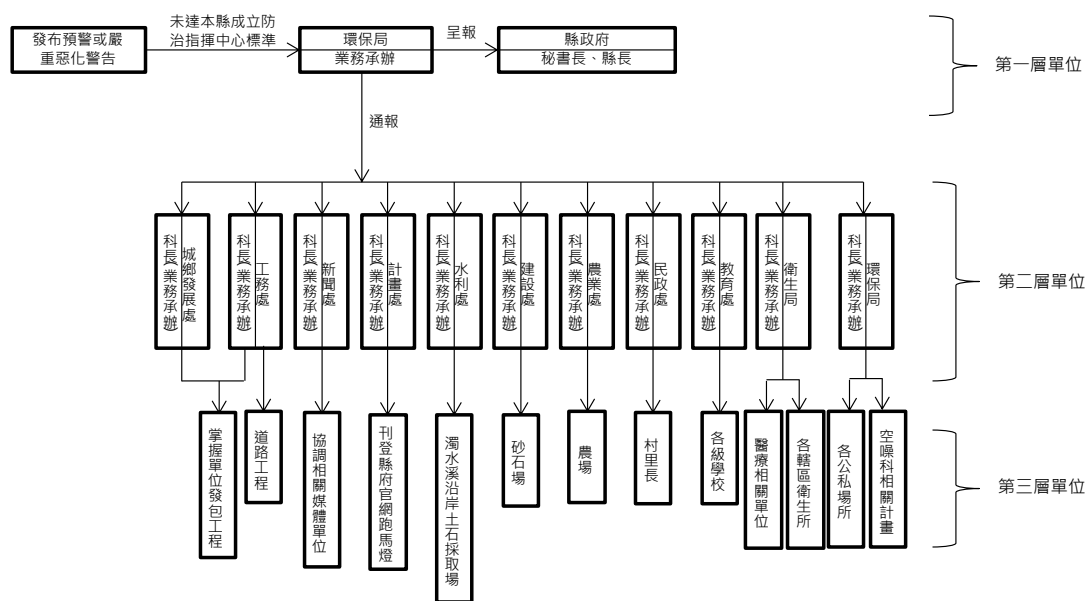 發布預警或嚴
重惡化警告
未達本縣成立防
治指揮中心標準
環保局
業務承辦
呈報
縣政府
秘書長、縣長
第一層單位
通報
城鄉發展處
科長(業務承辦)
工務處
科長(業務承辦)
新聞處
科長(業務承辦)
計畫處
科長(業務承辦)
水利處
科長(業務承辦)
建設處
科長(業務承辦)
農業處
科長(業務承辦)
民政處
科長(業務承辦)
教育處
科長(業務承辦)
衛生局
科長(業務承辦)
環保局
科長(業務承辦)
第二層單位
掌握單位發包工程
道路工程
協調相關媒體單位
刊登縣府官網跑馬燈
濁水溪沿岸土石採取場
砂石場
農場
村里長
各級學校
醫療相關單位
各轄區衛生所
各公私場所
空噪科相關計畫
第三層單位